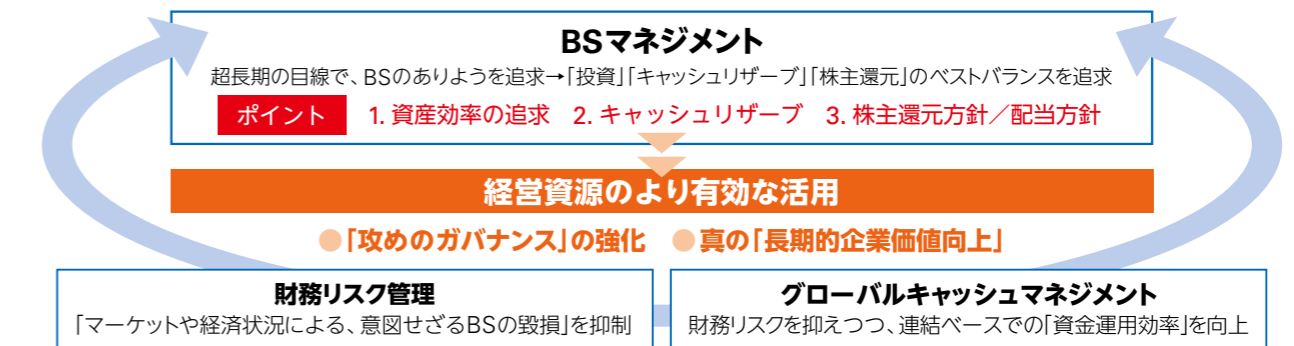 BSマネジメント
超長期の目線で、BSのありようを追求→「投資」「キャッシュリザーブ」「株主還元」のベストバランスを追求
ポイント 1. 資産効率の追求 2. キャッシュリザーブ 3. 株主還元方針／配当方針
経営資源のより有効な活用
●「攻めのガバナンス」の強化 ●真の「長期的企業価値向上」
財務リスク管理
「マーケットや経済状況による、意図せざるBSの毀損」を抑制
グローバルキャッシュマネジメント
財務リスクを抑えつつ、連結ベースでの「資金運用効率」を向上